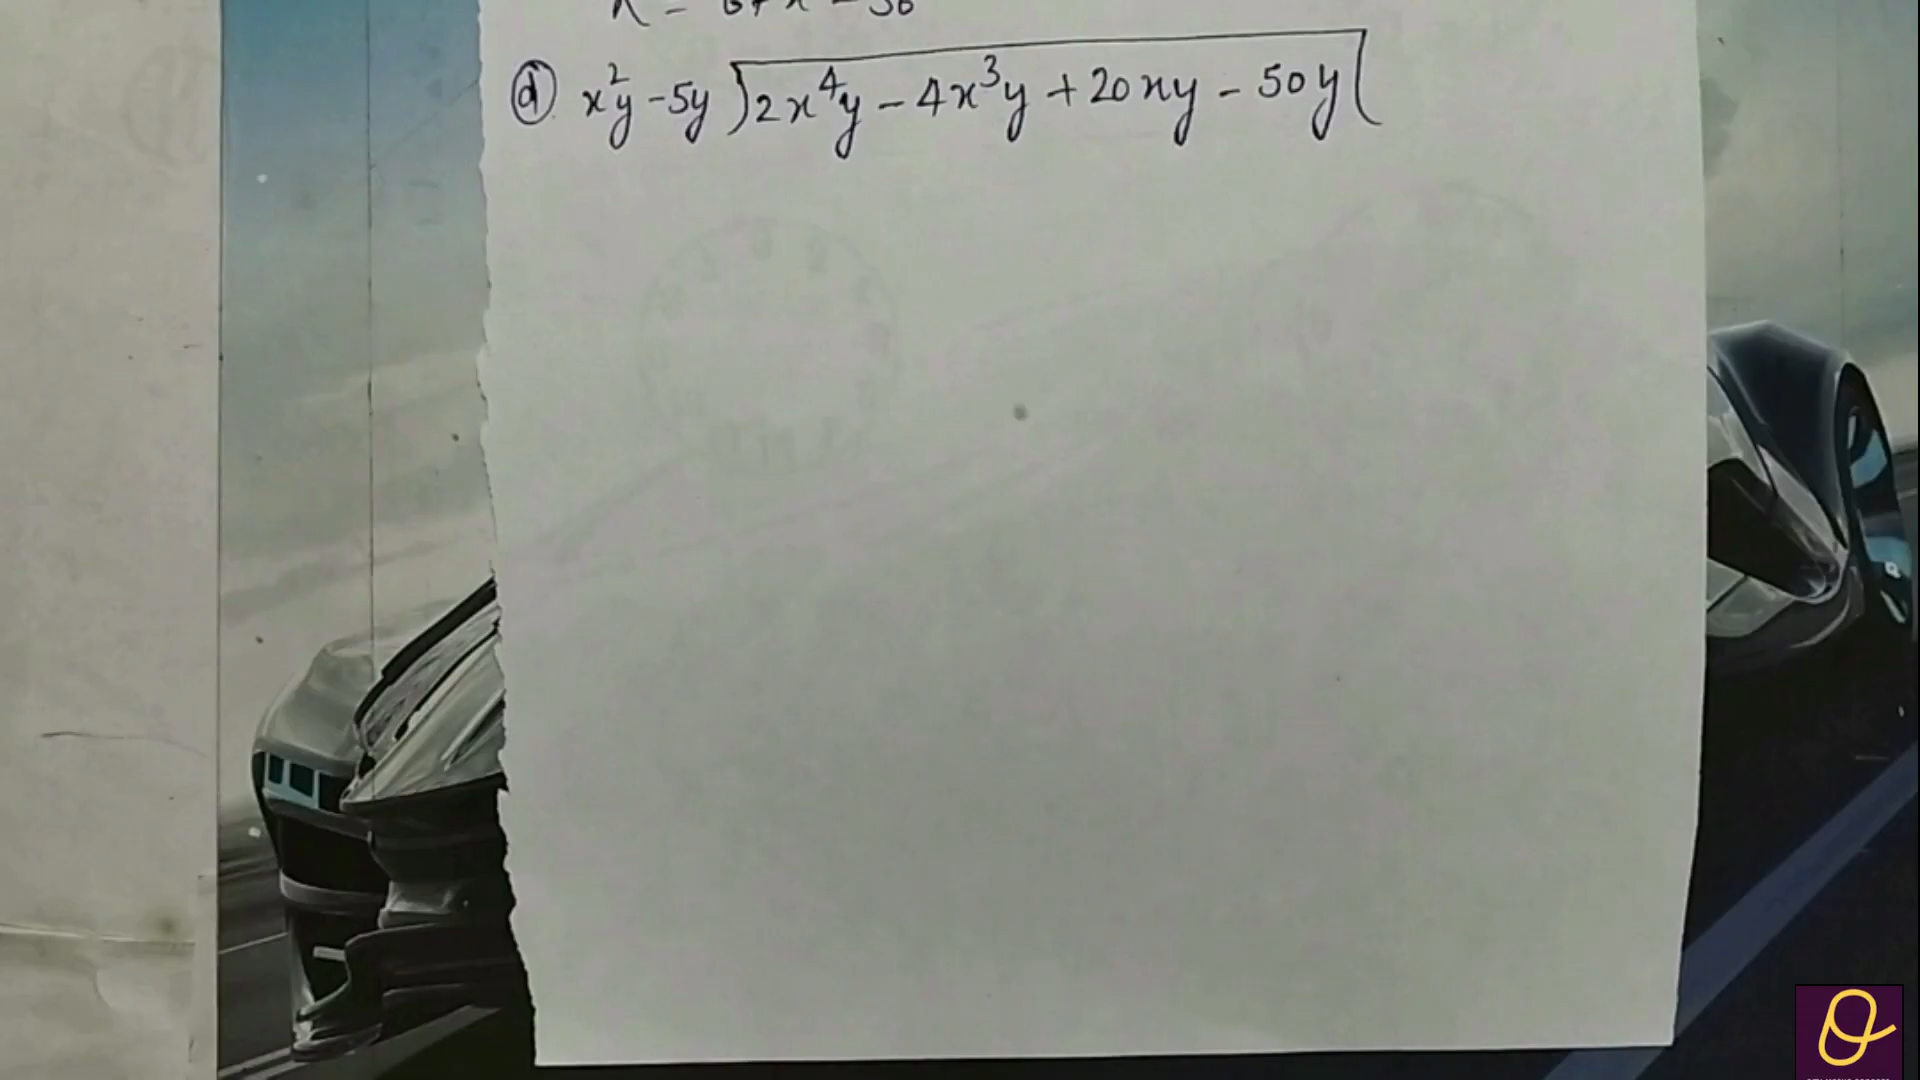 (d) x²y - 5y ) 2x⁴y - 4x³y + 20xy - 50y (